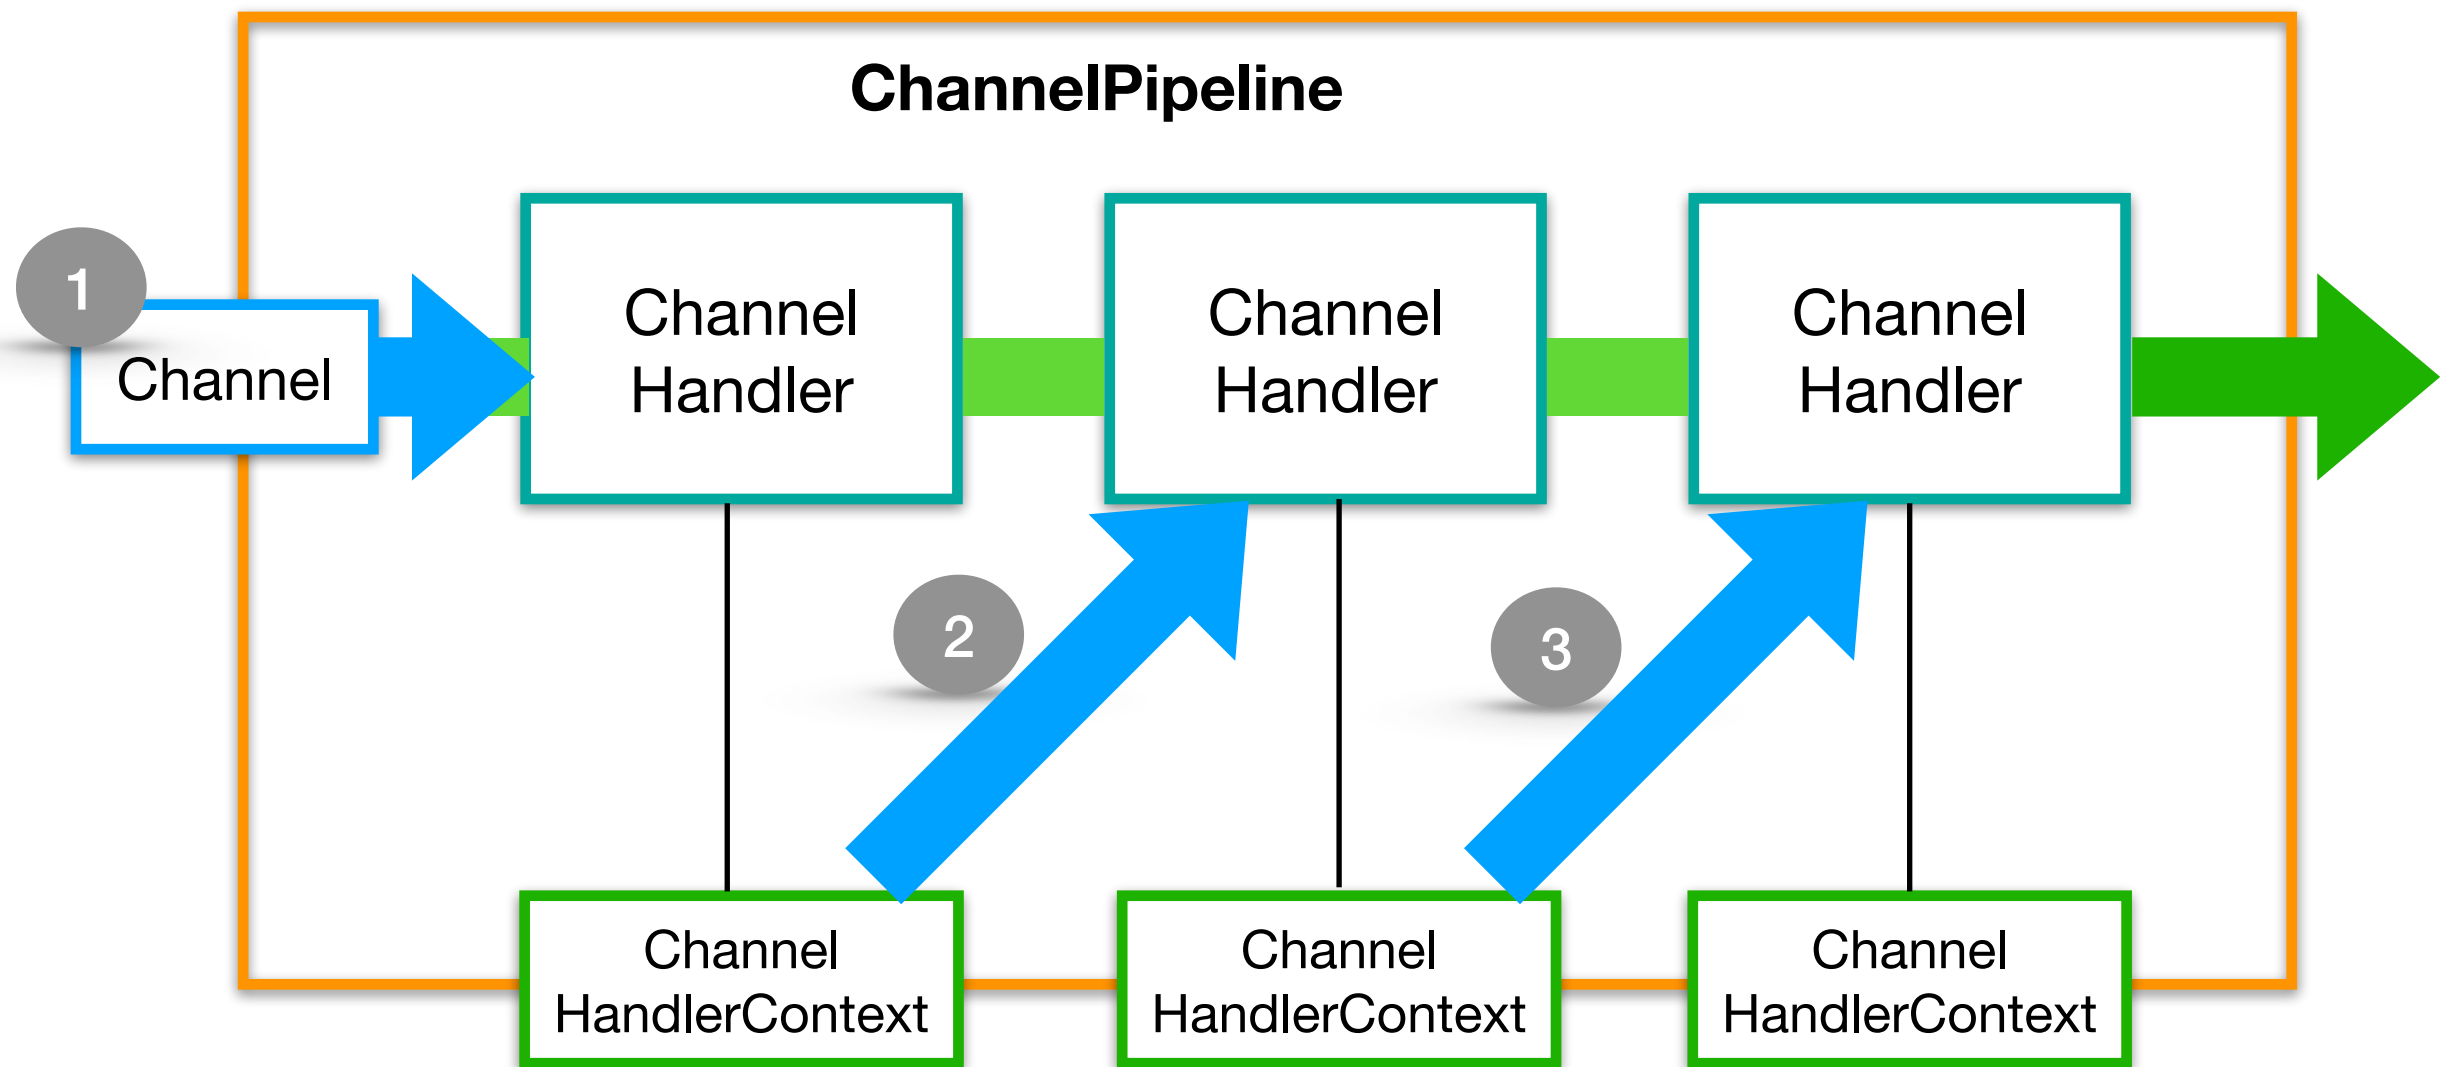 ChannelPipeline
1
Channel
Channel
Handler
Channel
Handler
Channel
Handler
2
3
Channel
HandlerContext
Channel
HandlerContext
Channel
HandlerContext